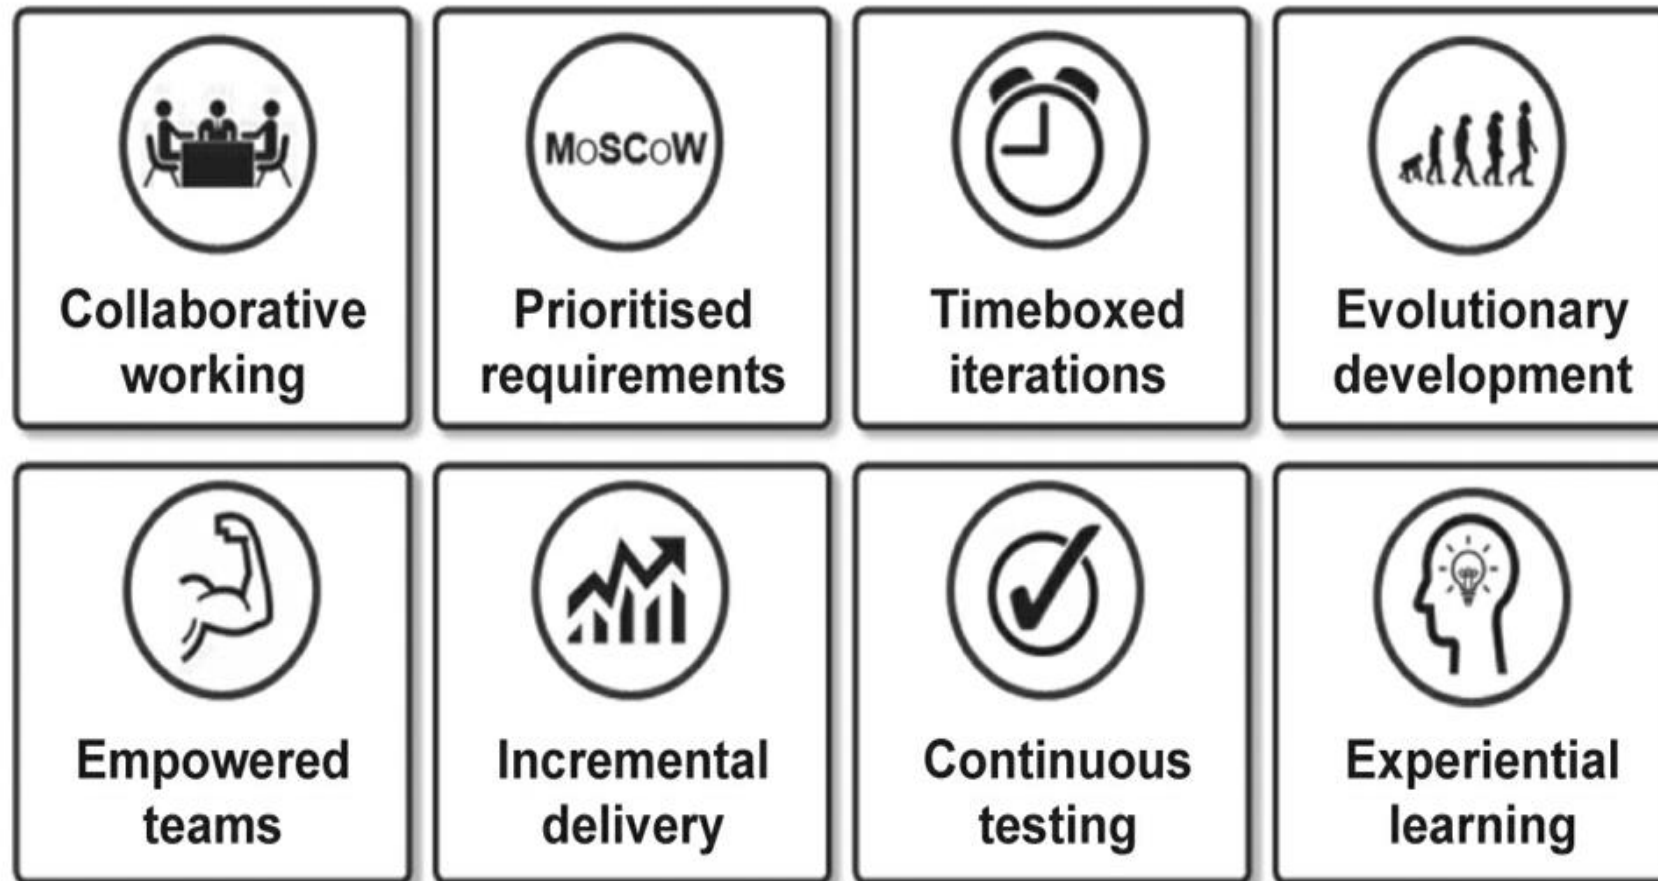 Collaborative
working
MoSCoW
Prioritised
requirements
Timeboxed
iterations
Evolutionary
development
Empowered
teams
Incremental
delivery
Continuous
testing
Experiential
learning